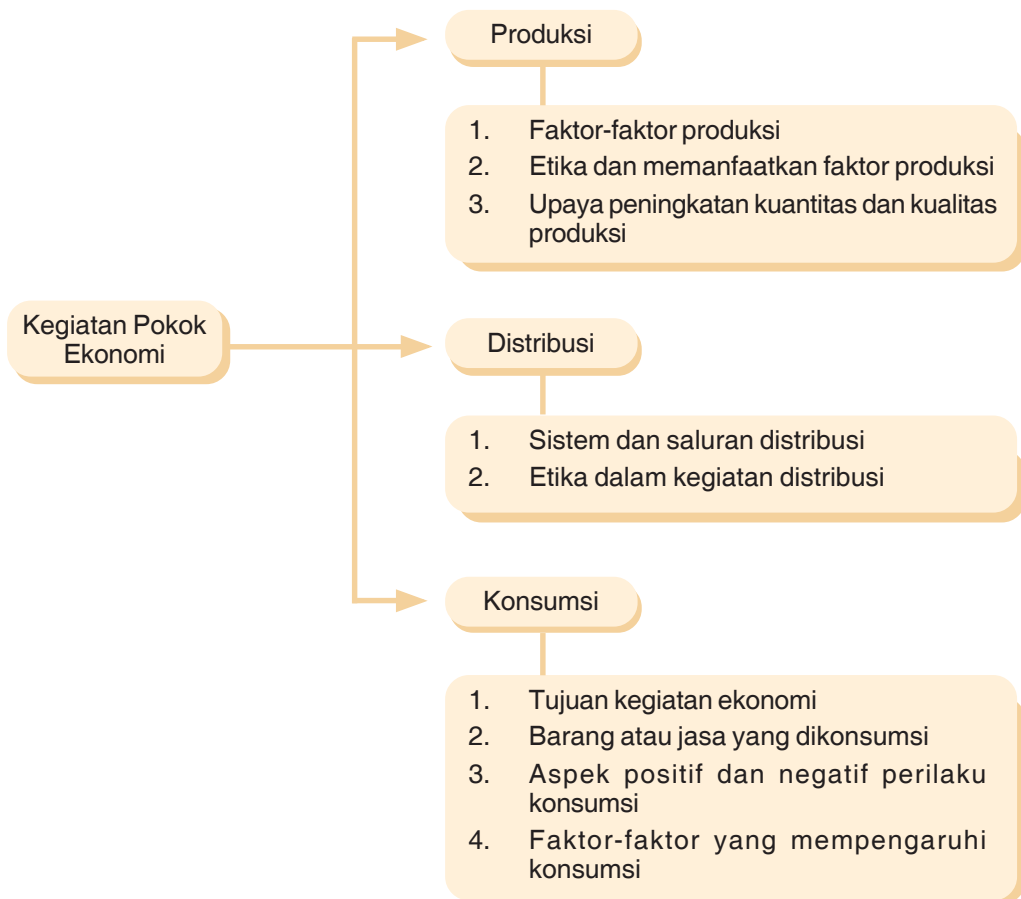 Produksi
1. Faktor-faktor produksi
2. Etika dan memanfaatkan faktor produksi
3. Upaya peningkatan kuantitas dan kualitas
produksi
Kegiatan Pokok
Ekonomi
Distribusi
1. Sistem dan saluran distribusi
2. Etika dalam kegiatan distribusi
Konsumsi
1. Tujuan kegiatan ekonomi
2. Barang atau jasa yang dikonsumsi
3. Aspek positif dan negatif perilaku
konsumsi
4. Faktor-faktor yang mempengaruhi
konsumsi